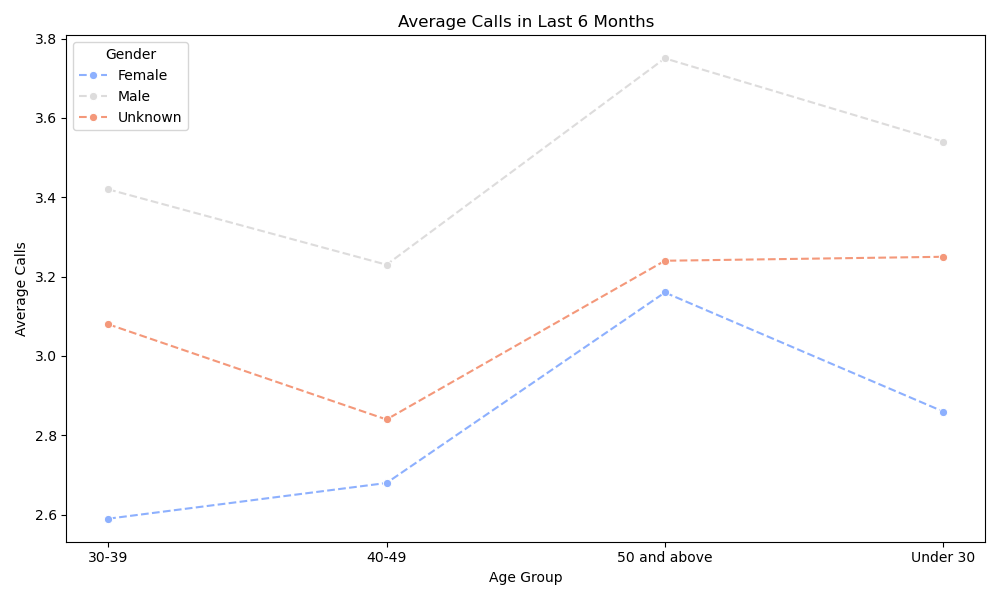 Average Calls in Last 6 Months
Gender
Female
Male
Unknown
Average Calls
3.8
3.6
3.4
3.2
3.0
2.8
2.6
30-39 40-49 50 and above Under 30
Age Group